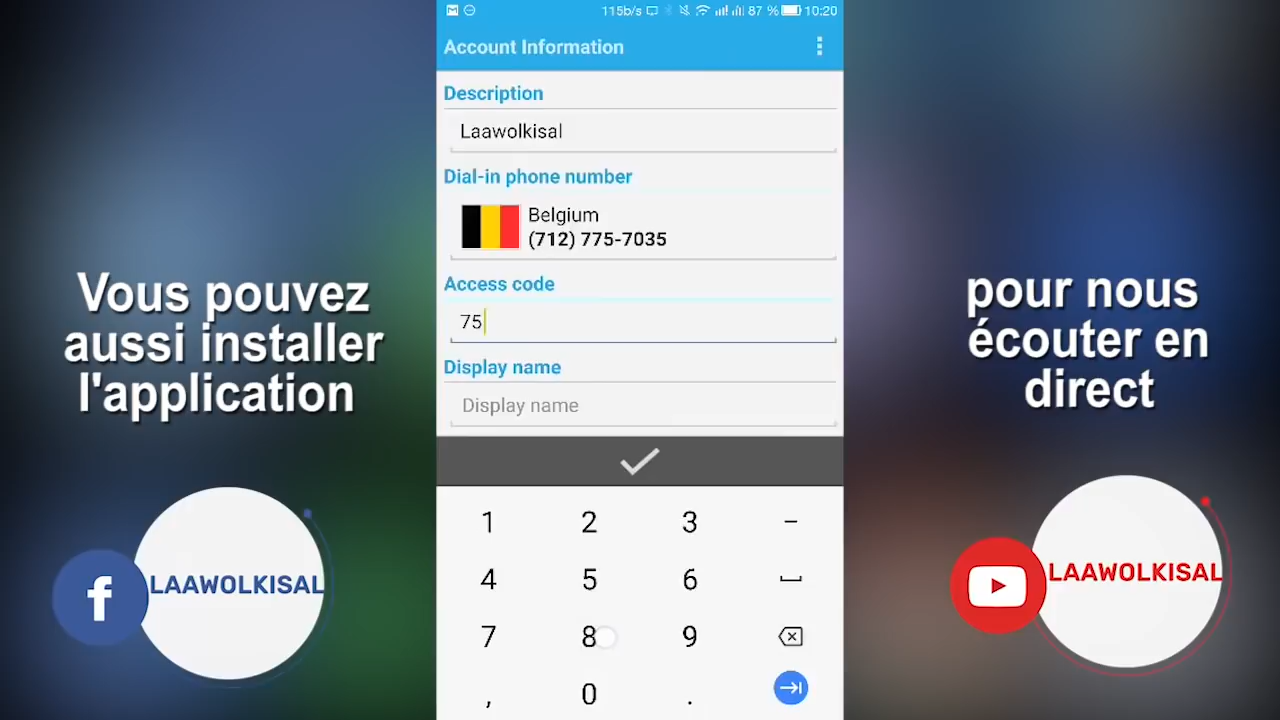 115b/s 87 % 10:20
Account Information
Description
Laawolkisal
Dial-in phone number
Belgium
(712) 775-7035
Access code
75
Display name
Display name
1 2 3 –
4 5 6
7 8 9
, 0 .
Vous pouvez
aussi installer
l'application
f
LAAWOLKISAL
pour nous
écouter en
direct
LAAWOLKISAL